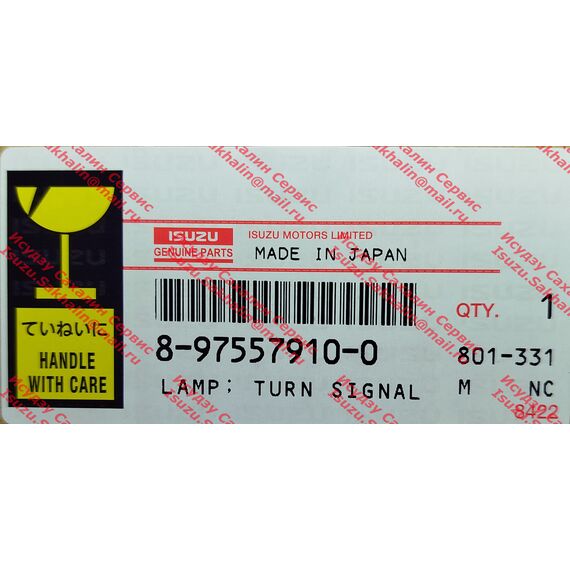 ISUZU
GENUINE PARTS
ISUZU MOTORS LIMITED
MADE IN JAPAN
ていねいに
HANDLE
WITH CARE
QTY. 1
8-97557910-0
801-331
LAMP; TURN SIGNAL
M NC
8422
Исудзу Сахалин Сервис
Isuzu.Sakhalin@mail.ru